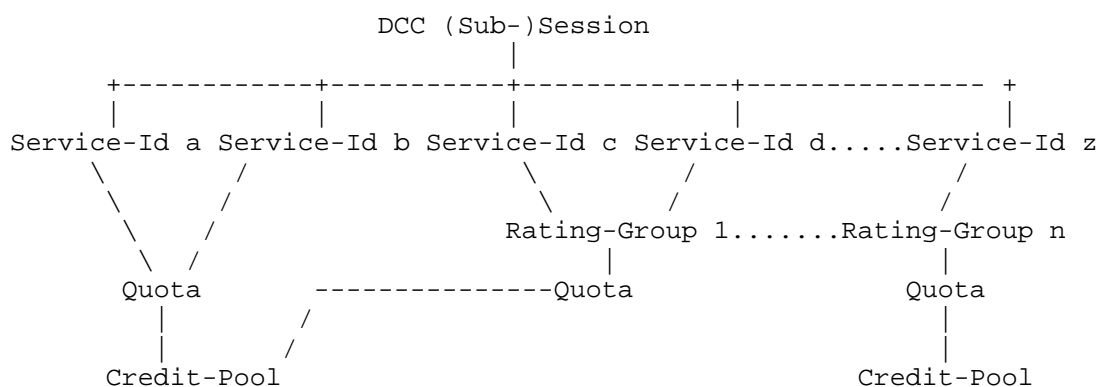 DCC (Sub-)Session
Service-Id a Service-Id b Service-Id c Service-Id d.....Service-Id z
Rating-Group 1.......Rating-Group n
Quota ---------------Quota Quota
Credit-Pool Credit-Pool